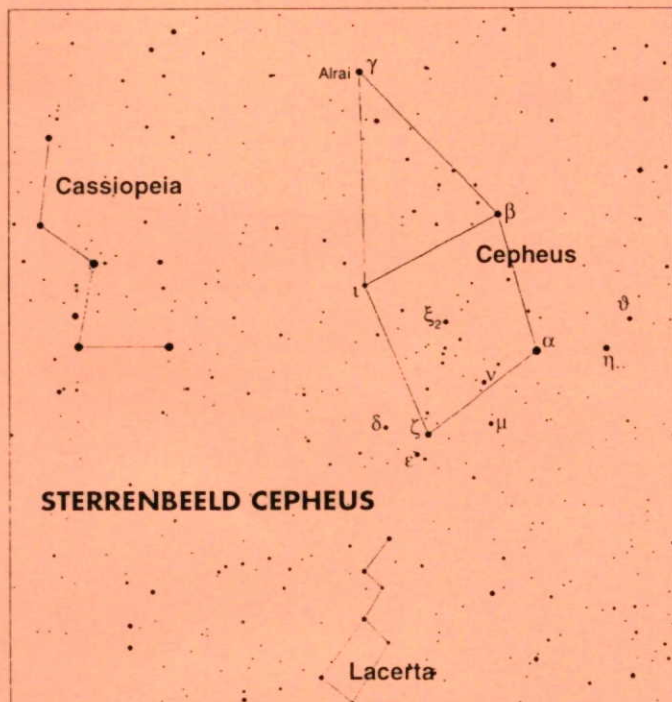 Alrai γ
Cassiopeia
β
Cepheus
ι
ξ2
ϑ
α
η
ν
δ
ζ
μ
ε
STERRENBEELD CEPHEUS
Lacerta